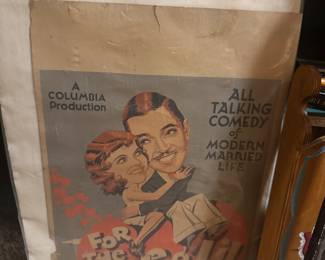 A
COLUMBIA
Production
ALL
TALKING
COMEDY
of
MODERN
MARRIED
LIFE
FOR
THE